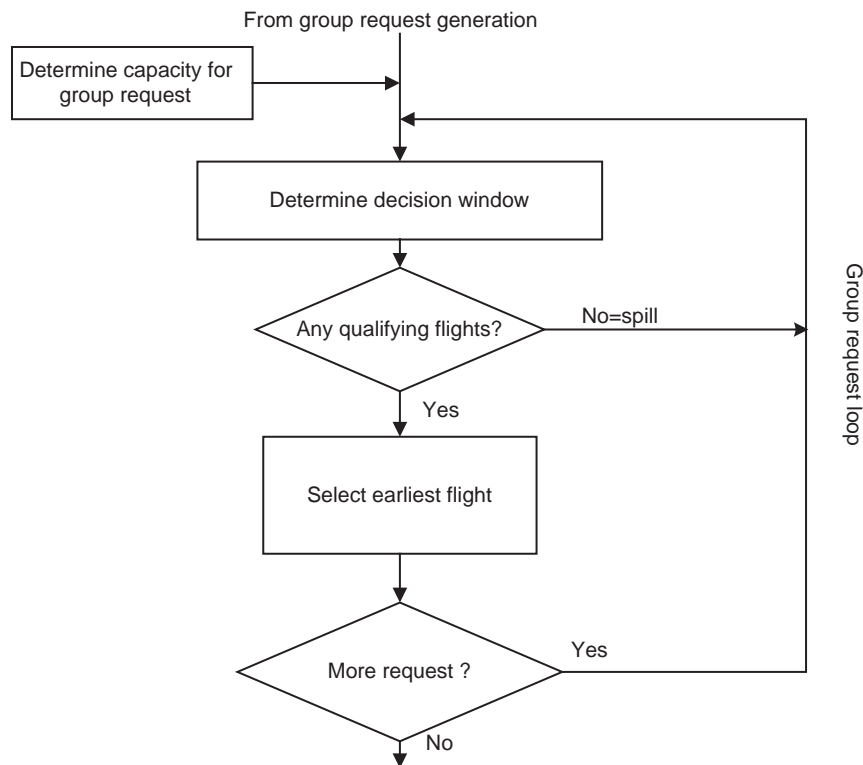 From group request generation
Determine capacity for
group request
Determine decision window
Any qualifying flights?
No=spill
Yes
Select earliest flight
More request ?
Yes
No
Group request loop